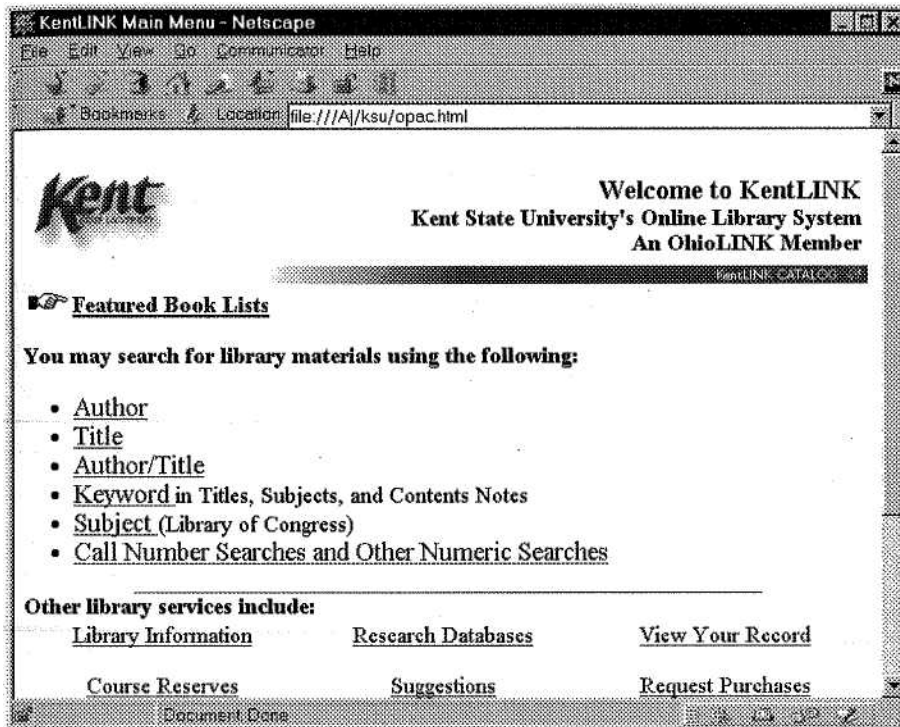 KentLINK Main Menu - Netscape
File Edit View Go Communicator Help
Bookmarks Location file:///A|/ksu/opac.html
Kent
Welcome to KentLINK
Kent State University's Online Library System
An OhioLINK Member
KentLINK CATALOG
Featured Book Lists
You may search for library materials using the following:
• Author
• Title
• Author/Title
• Keyword in Titles, Subjects, and Contents Notes
• Subject (Library of Congress)
• Call Number Searches and Other Numeric Searches
Other library services include:
Library Information Research Databases View Your Record
Course Reserves Suggestions Request Purchases
Document Done